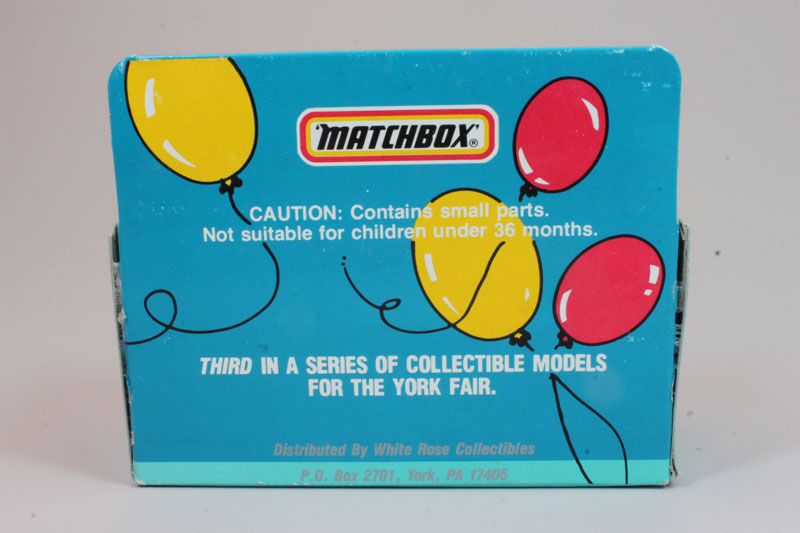 'MATCHBOX'®
CAUTION: Contains small parts.
Not suitable for children under 36 months.
THIRD IN A SERIES OF COLLECTIBLE MODELS
FOR THE YORK FAIR.
Distributed By White Rose Collectibles
P.O. Box 2701, York, PA 17405